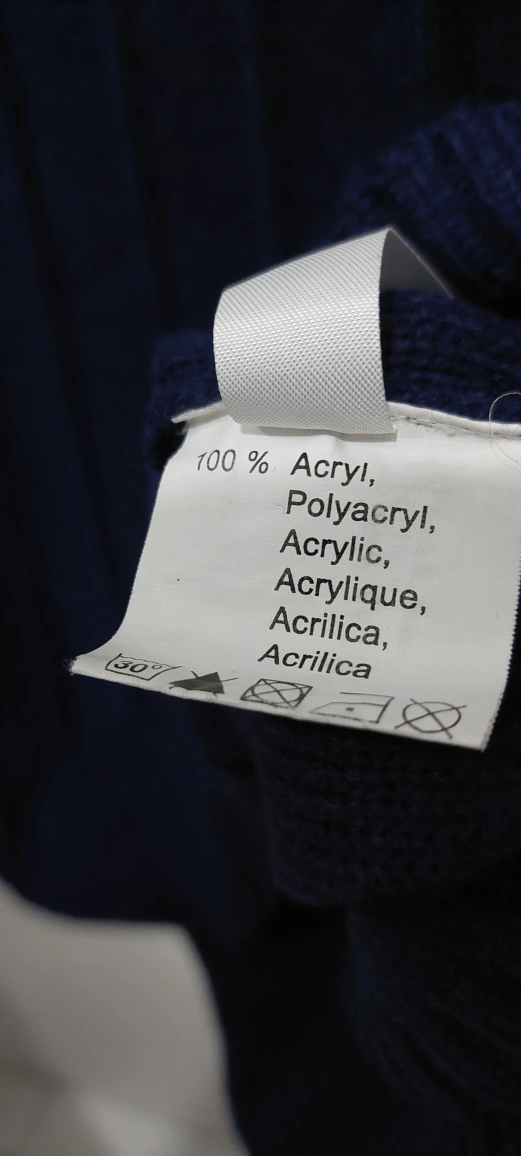 100 % Acryl,
Polyacryl,
Acrylic,
Acrylique,
Acrilica,
Acrilica
30°